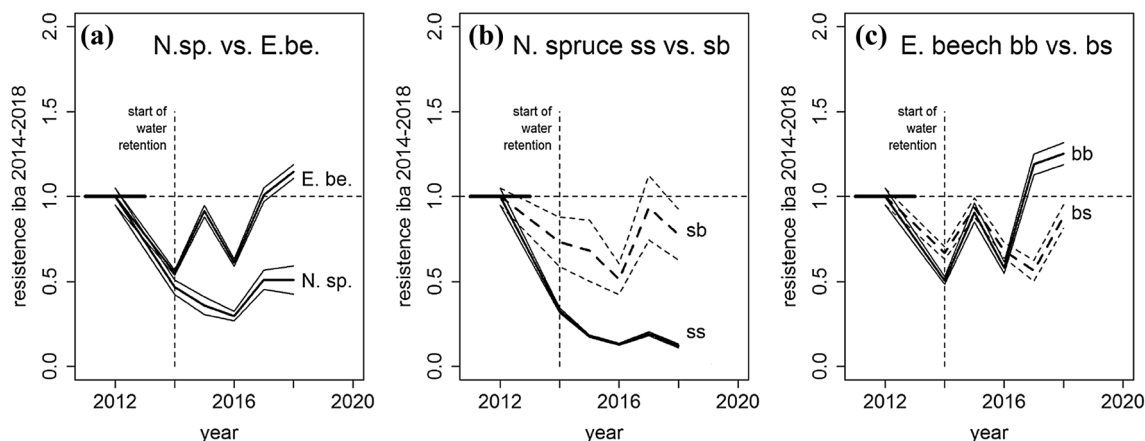 (a)
N.sp. vs. E.be.
resistence iba 2014-2018
2.0
1.5
1.0
0.5
0.0
start of
water
retention
E. be.
N. sp.
2012
2016
2020
year
(b)
N. spruce ss vs. sb
resistence iba 2014-2018
2.0
1.5
1.0
0.5
0.0
start of
water
retention
sb
ss
2012
2016
2020
year
(c)
E. beech bb vs. bs
resistence iba 2014-2018
2.0
1.5
1.0
0.5
0.0
start of
water
retention
bb
bs
2012
2016
2020
year